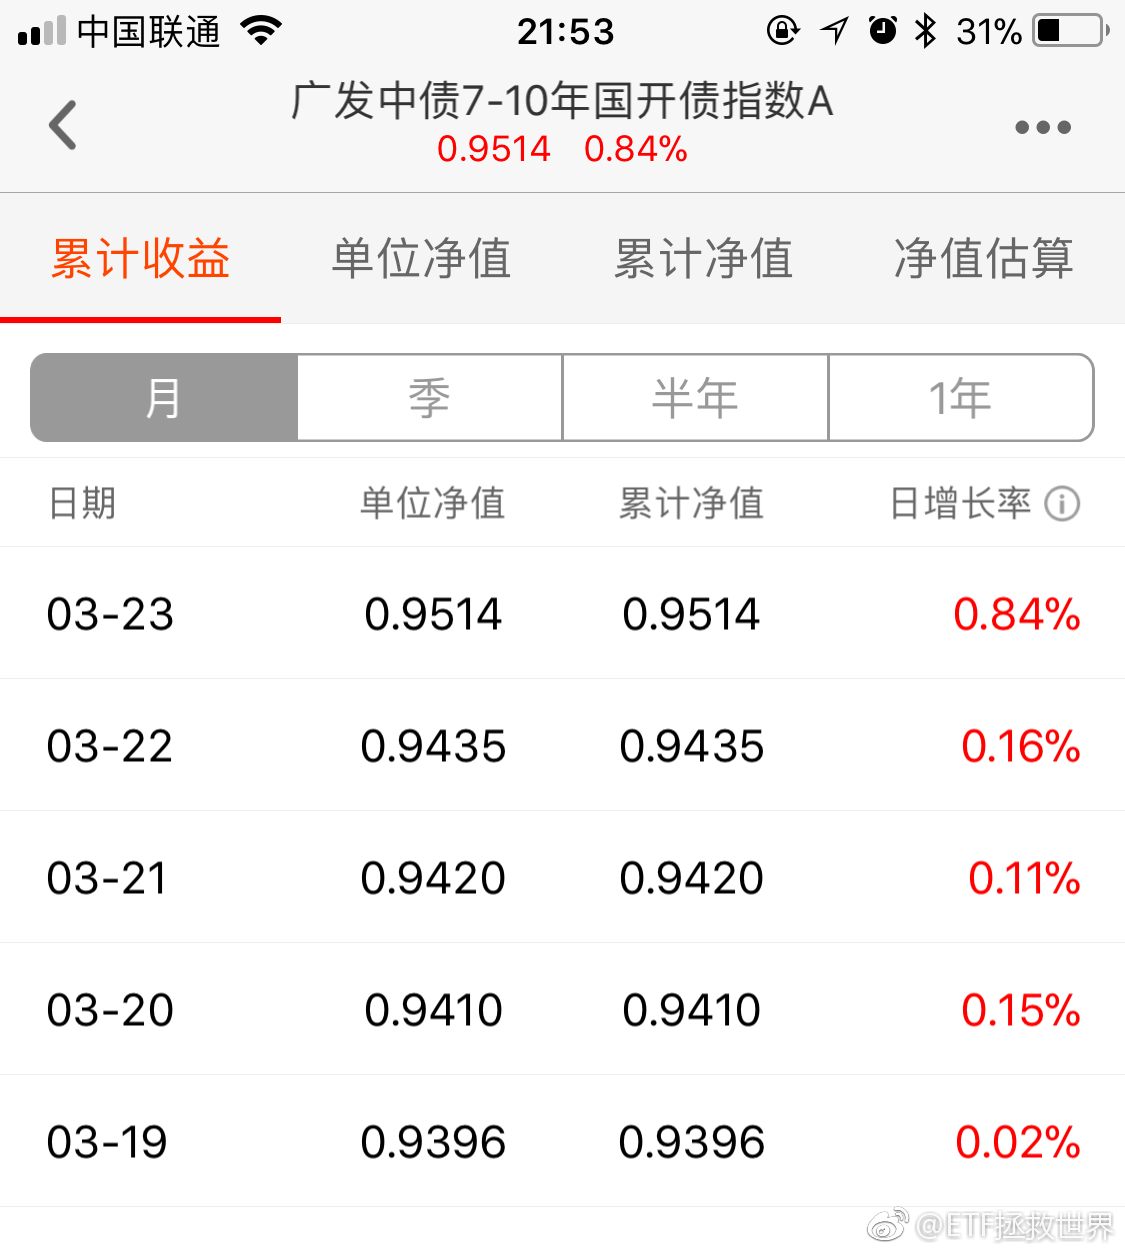 中国联通 21:53 31%
广发中债7-10年国开债指数A
0.9514 0.84%
累计收益 单位净值 累计净值 净值估算
月 季 半年 1年
日期 单位净值 累计净值 日增长率
03-23 0.9514 0.9514 0.84%
03-22 0.9435 0.9435 0.16%
03-21 0.9420 0.9420 0.11%
03-20 0.9410 0.9410 0.15%
03-19 0.9396 0.9396 0.02%
@ETF拯救世界